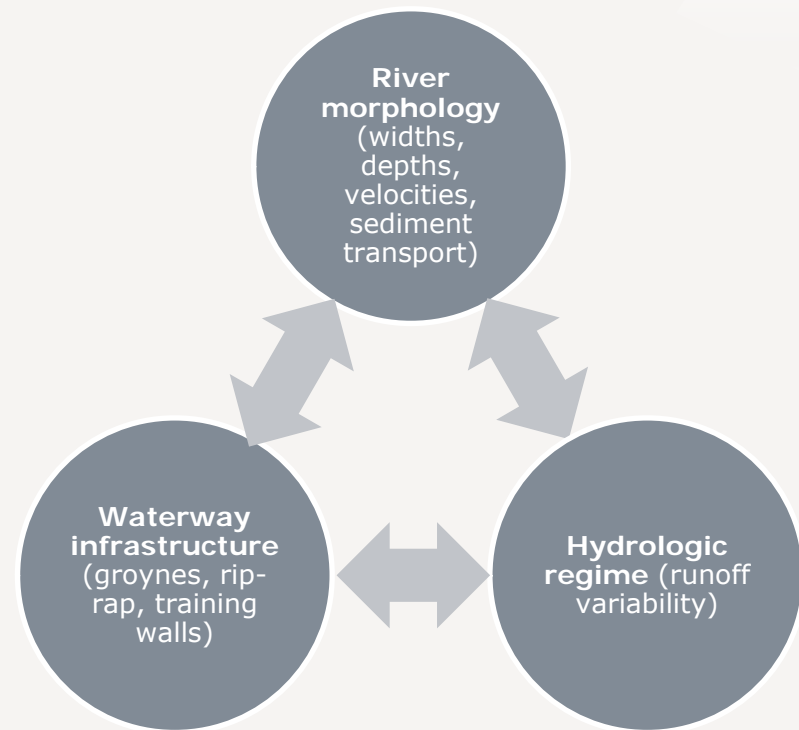 River
morphology
(widths,
depths,
velocities,
sediment
transport)
Waterway
infrastructure
(groynes, rip-
rap, training
walls)
Hydrologic
regime (runoff
variability)